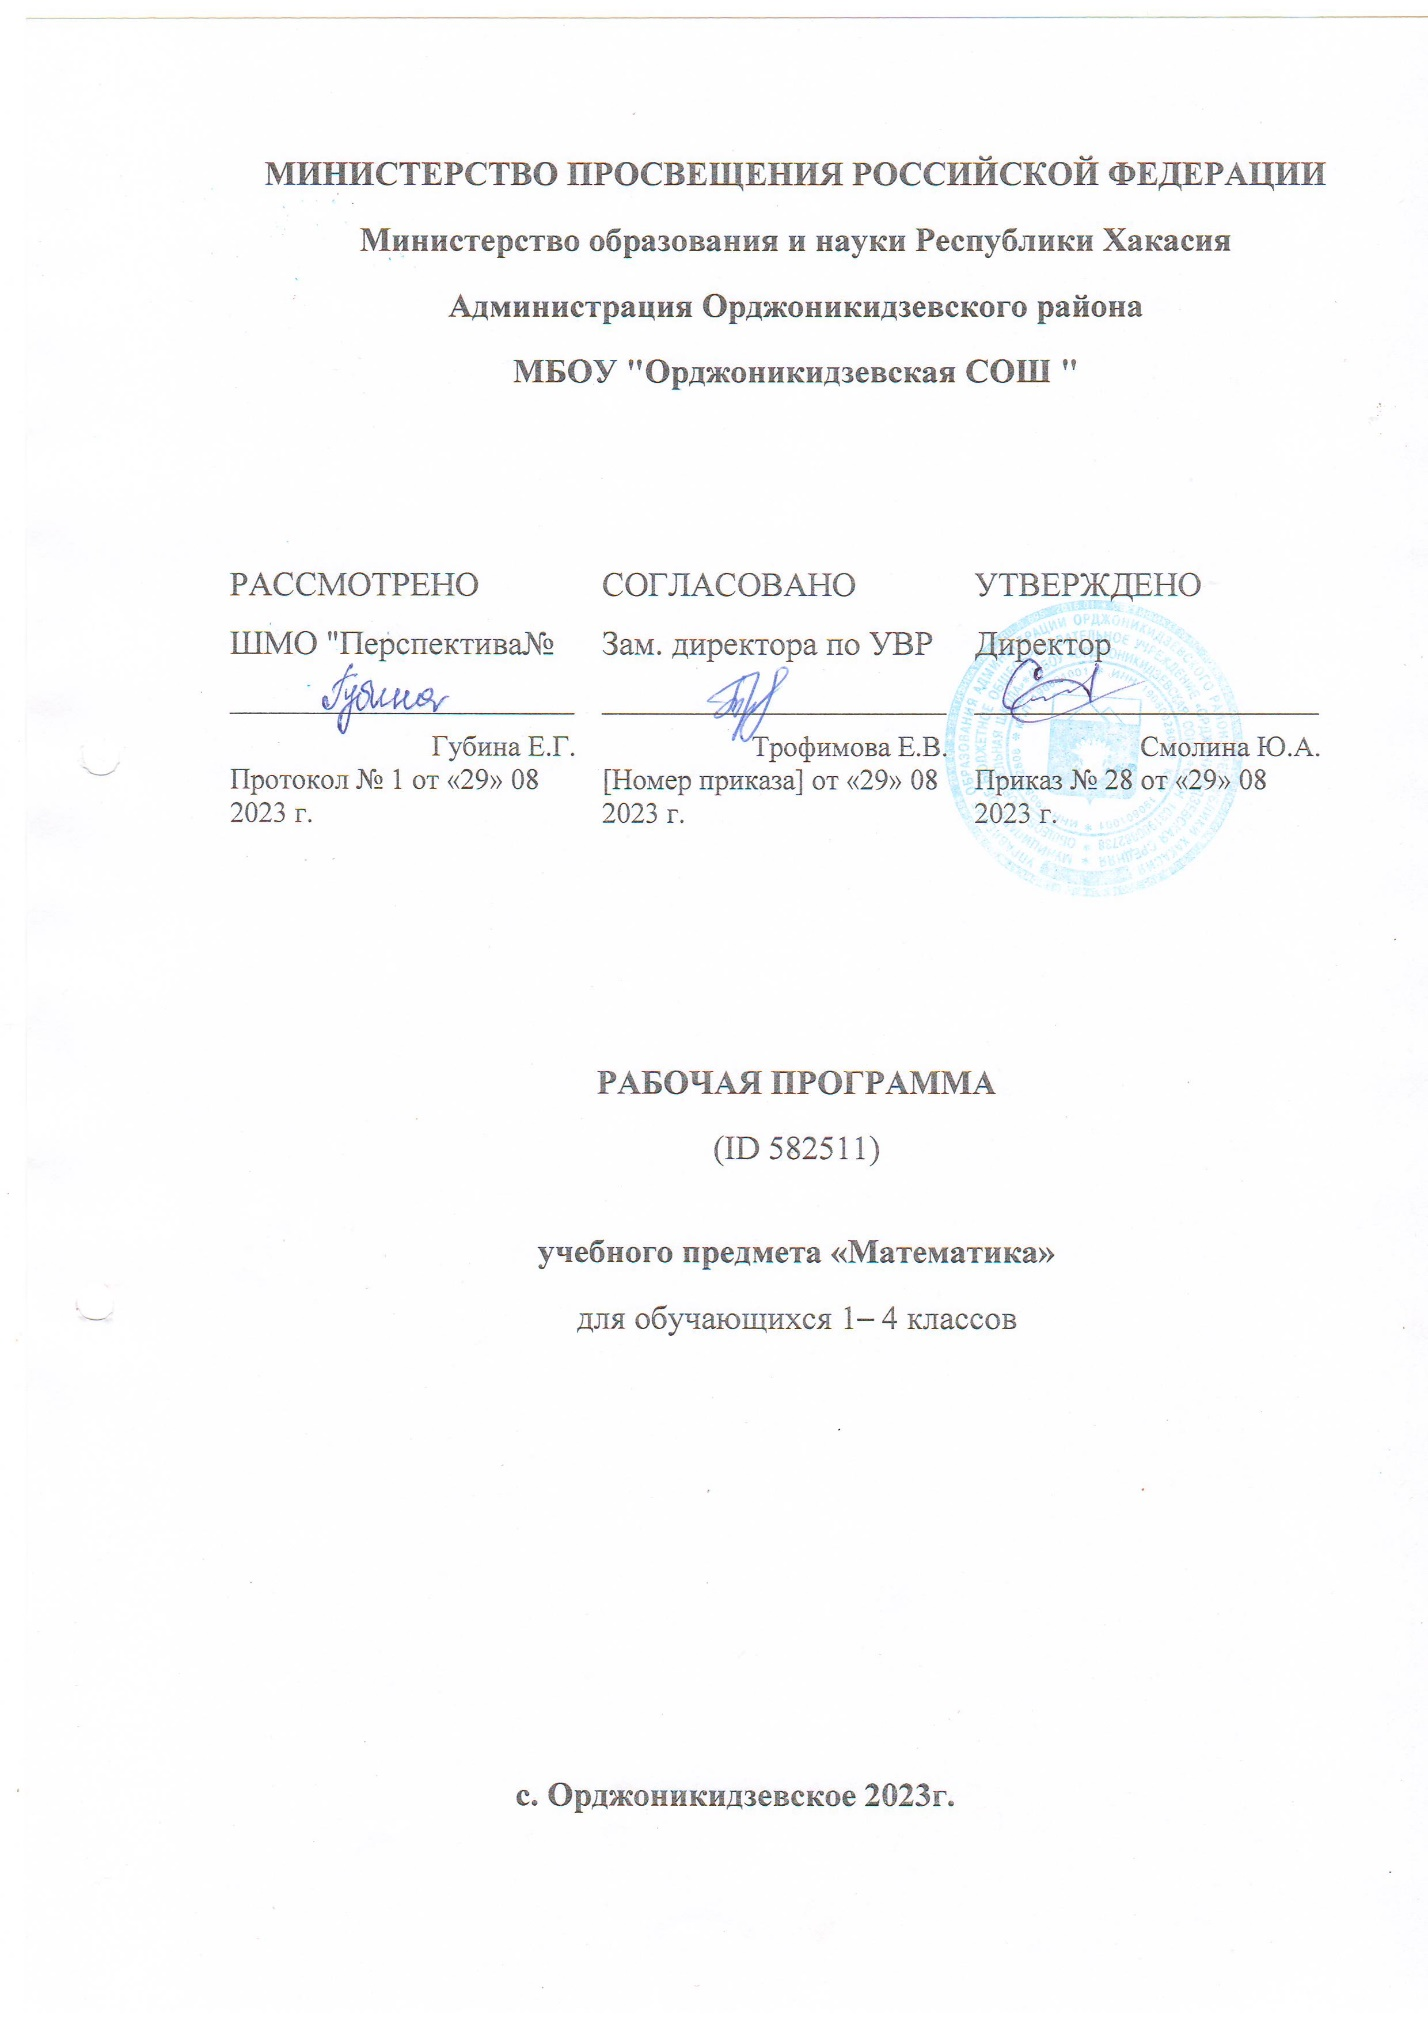 МИНИСТЕРСТВО ПРОСВЕЩЕНИЯ РОССИЙСКОЙ ФЕДЕРАЦИИ
Министерство образования и науки Республики Хакасия
Администрация Орджоникидзевского района
МБОУ "Орджоникидзевская СОШ "
РАССМОТРЕНО
ШМО "Перспектива№
Губина
Губина Е.Г.
Протокол № 1 от «29» 08
2023 г.
СОГЛАСОВАНО
Зам. директора по УВР
Трофимова Е.В.
[Номер приказа] от «29» 08
2023 г.
УТВЕРЖДЕНО
Директор
Смолина Ю.А.
Приказ № 28 от «29» 08
2023 г.
РАБОЧАЯ ПРОГРАММА
(ID 582511)
учебного предмета «Математика»
для обучающихся 1– 4 классов
с. Орджоникидзевское 2023г.